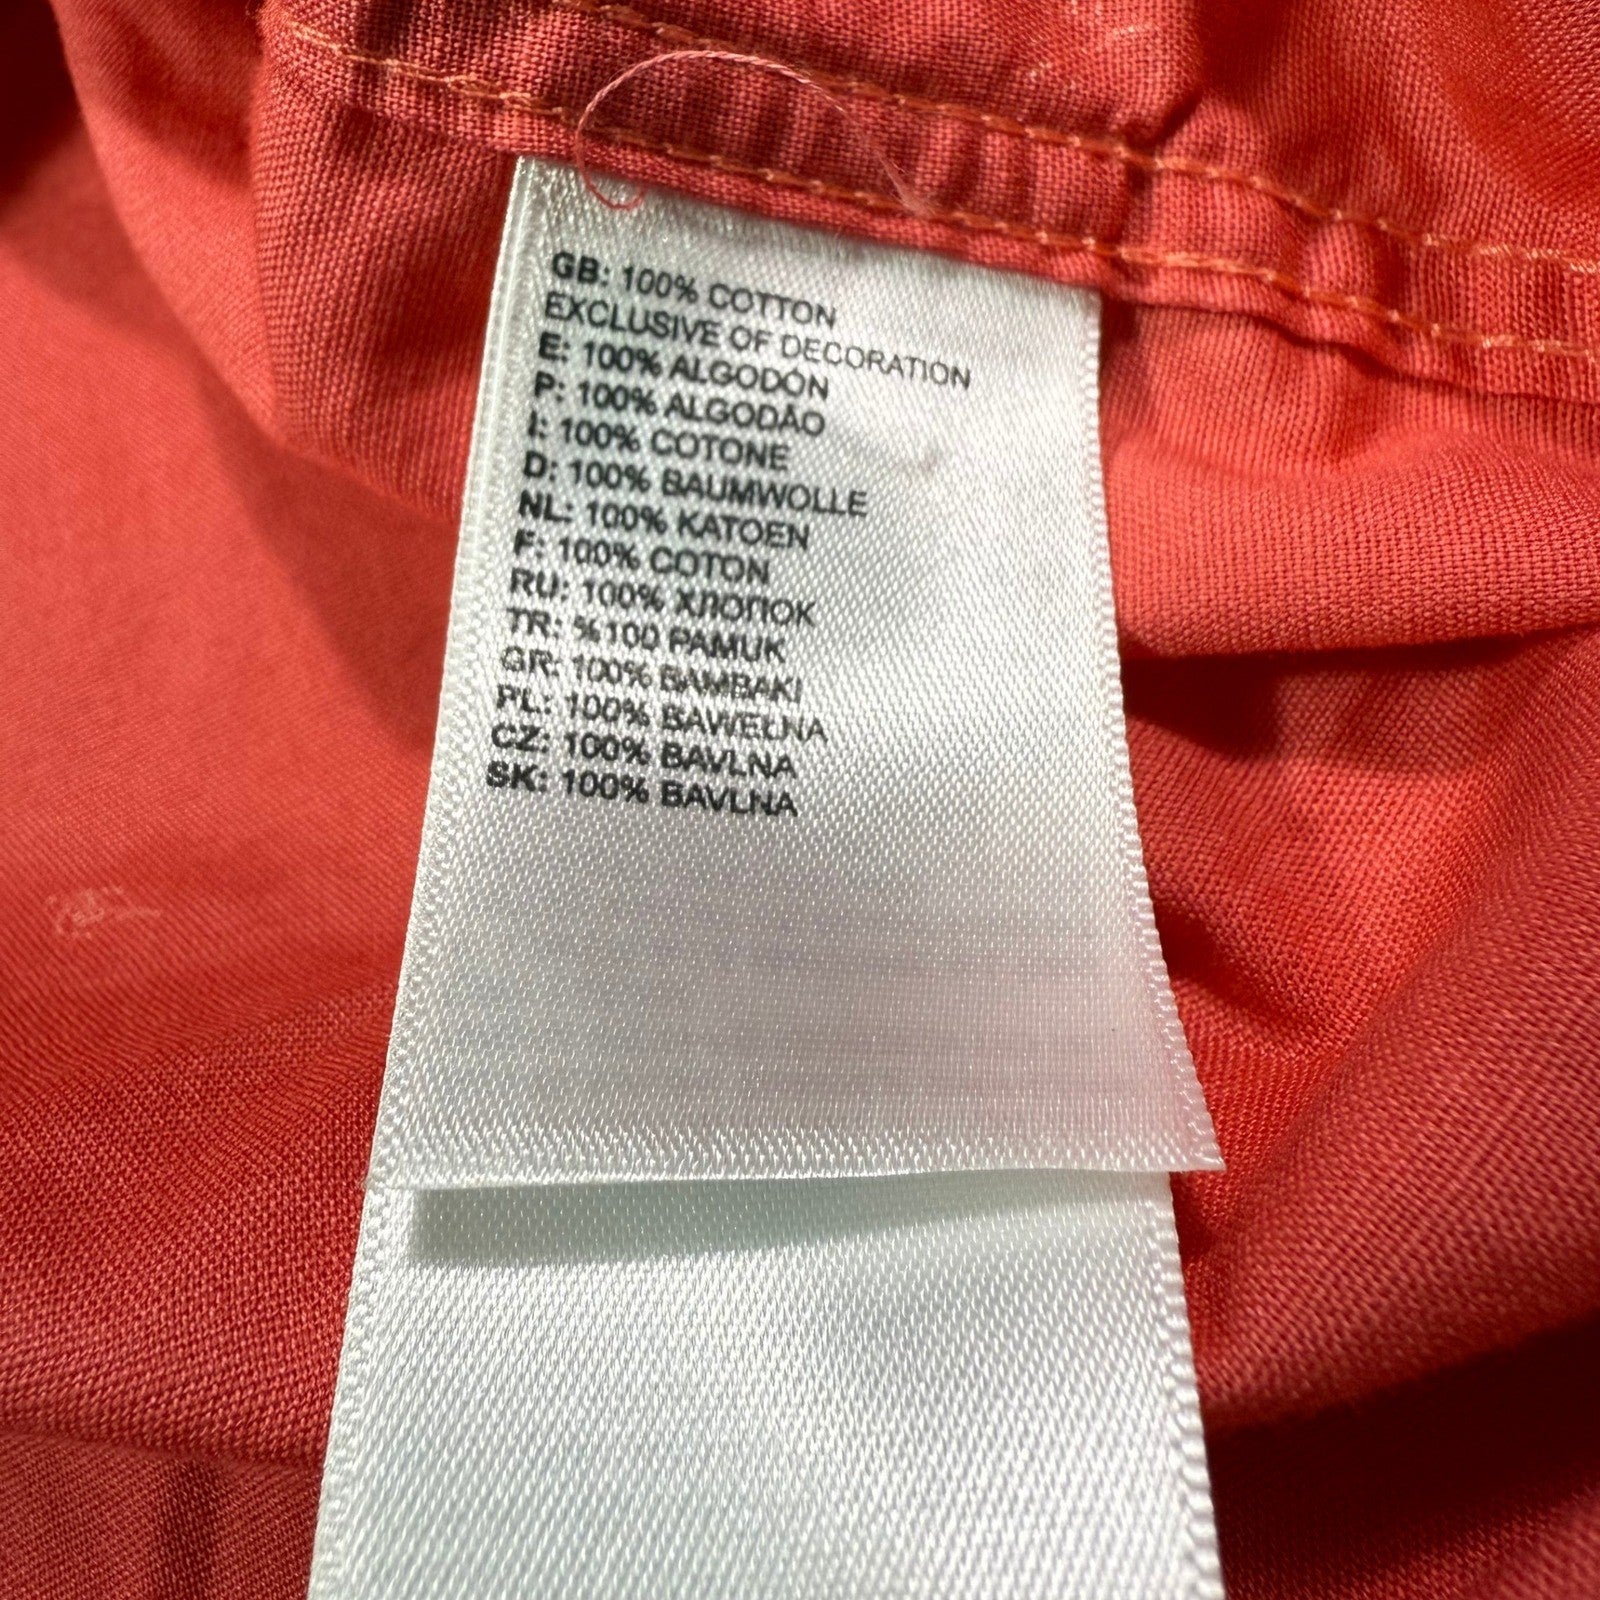 GB: 100% COTTON
EXCLUSIVE OF DECORATION
E: 100% ALGODÓN
P: 100% ALGODÃO
I: 100% COTONE
D: 100% BAUMWOLLE
NL: 100% KATOEN
F: 100% COTON
RU: 100% ХЛОПОК
TR: %100 PAMUK
GR: 100% BAMBAKI
PL: 100% BAWEŁNA
CZ: 100% BAVLNA
SK: 100% BAVLNA